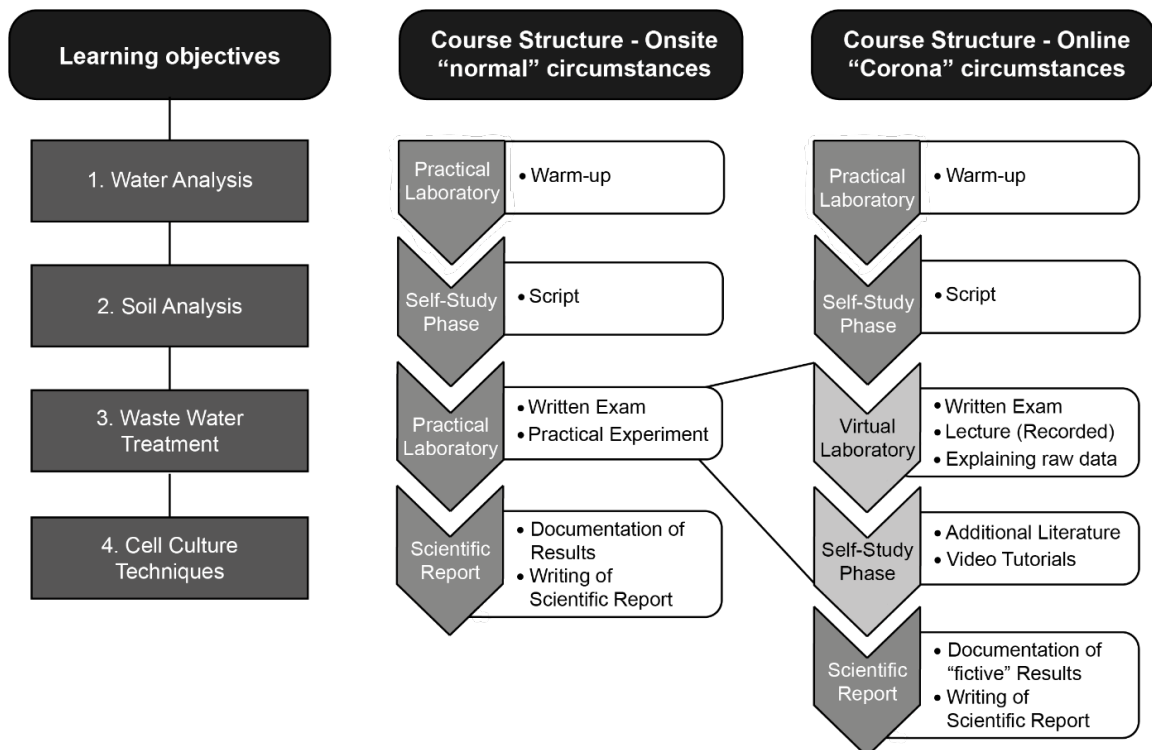 Learning objectives
1. Water Analysis
2. Soil Analysis
3. Waste Water
Treatment
4. Cell Culture
Techniques
Course Structure - Onsite
“normal” circumstances
Practical
Laboratory
• Warm-up
Self-Study
Phase
• Script
Practical
Laboratory
• Written Exam
• Practical Experiment
Scientific
Report
• Documentation of
Results
• Writing of
Scientific Report
Course Structure - Online
“Corona” circumstances
Practical
Laboratory
• Warm-up
Self-Study
Phase
• Script
Virtual
Laboratory
• Written Exam
• Lecture (Recorded)
• Explaining raw data
Self-Study
Phase
• Additional Literature
• Video Tutorials
Scientific
Report
• Documentation of
“fictive” Results
• Writing of
Scientific Report